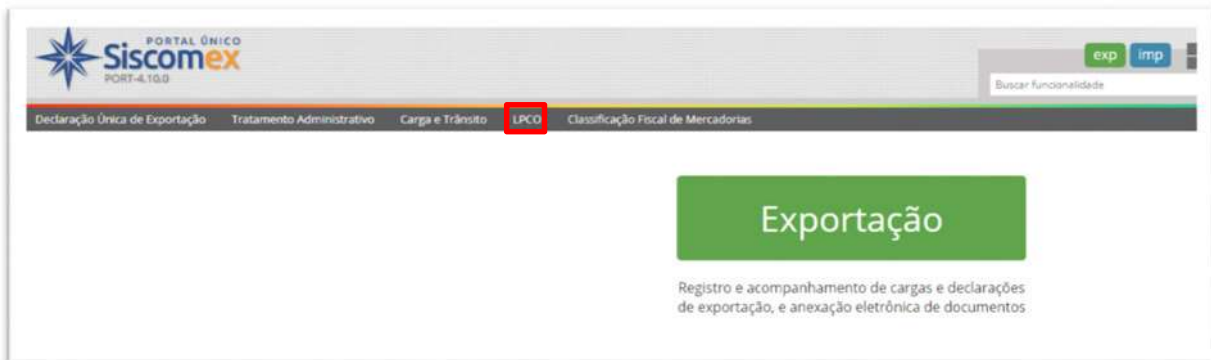 PORTAL ÚNICO
Siscomex
PORT-4.10.0
exp imp
Buscar funcionalidade
Declaração Única de Exportação Tratamento Administrativo Carga e Trânsito LPCO Classificação Fiscal de Mercadorias
Exportação
Registro e acompanhamento de cargas e declarações
de exportação, e anexação eletrônica de documentos